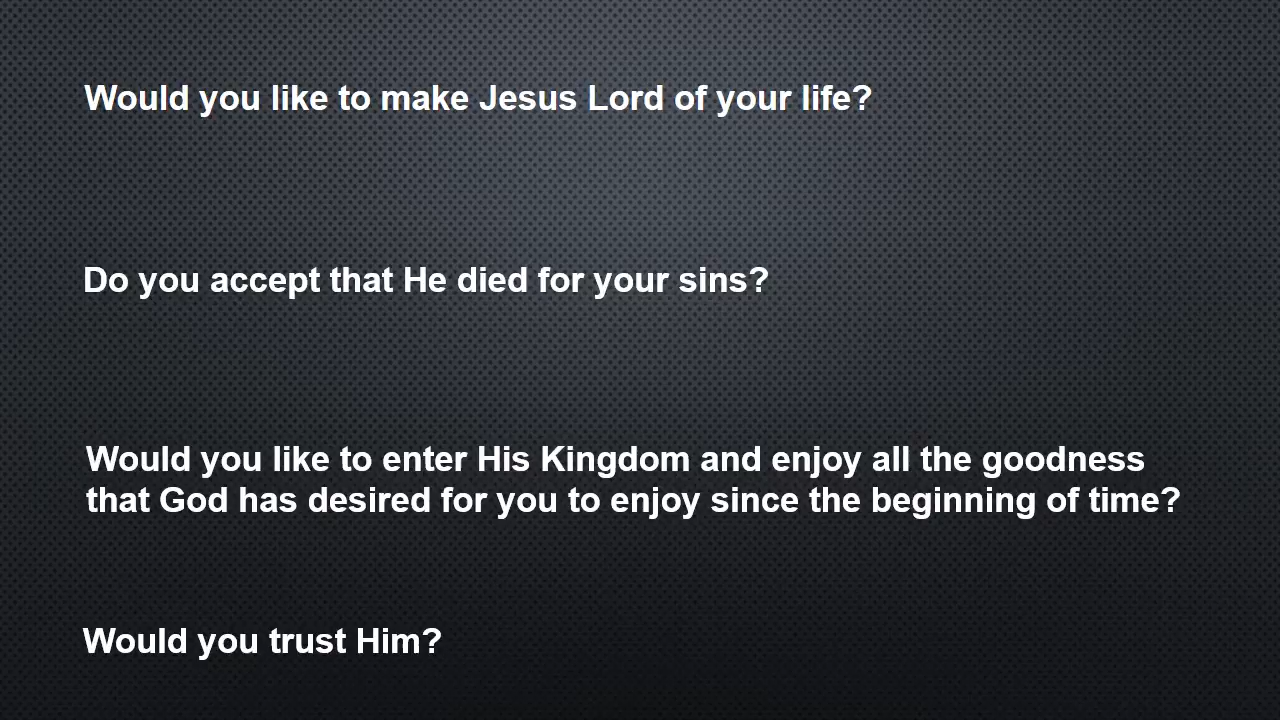 Would you like to make Jesus Lord of your life?
Do you accept that He died for your sins?
Would you like to enter His Kingdom and enjoy all the goodness
that God has desired for you to enjoy since the beginning of time?
Would you trust Him?